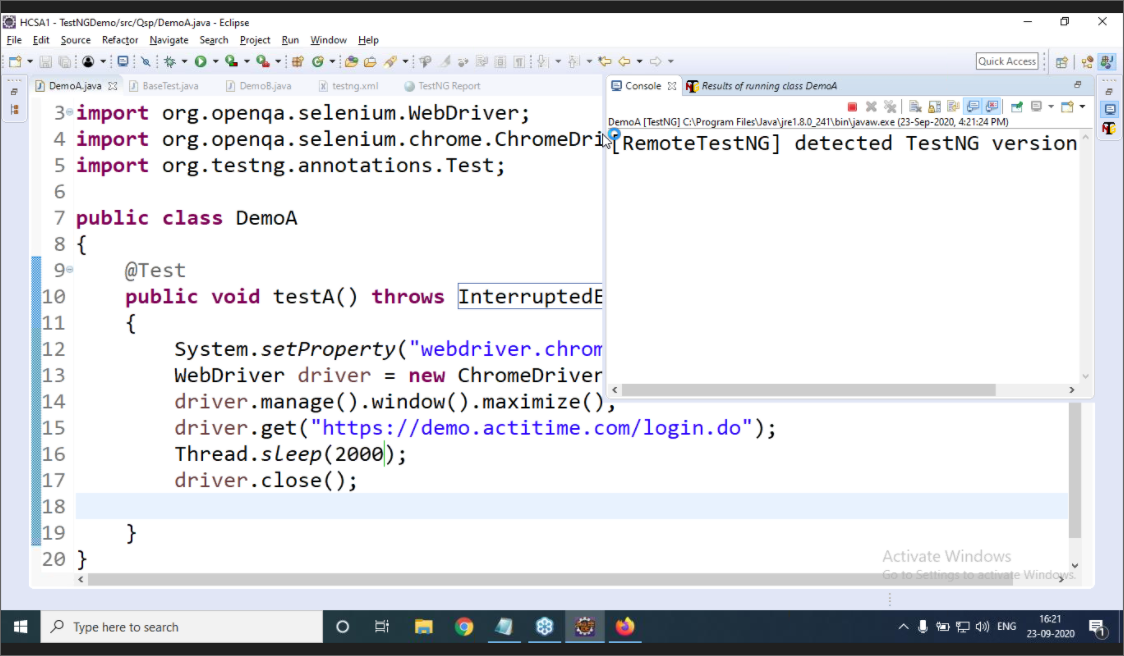 HCSA1 - TestNGDemo/src/Qsp/DemoA.java - Eclipse
File Edit Source Refactor Navigate Search Project Run Window Help
Quick Access
DemoA.java BaseTest.java DemoB.java testng.xml TestNG Report
Console Results of running class DemoA
DemoA [TestNG] C:\Program Files\Java\jre1.8.0_241\bin\javaw.exe (23-Sep-2020, 4:21:24 PM)
[RemoteTestNG] detected TestNG version
3 import org.openqa.selenium.WebDriver;
4 import org.openqa.selenium.chrome.ChromeDri
5 import org.testng.annotations.Test;
6
7 public class DemoA
8 {
9 @Test
10 public void testA() throws InterruptedE
11 {
12 System.setProperty("webdriver.chrom
13 WebDriver driver = new ChromeDriver
14 driver.manage().window().maximize();
15 driver.get("https://demo.actitime.com/login.do");
16 Thread.sleep(2000);
17 driver.close();
18
19 }
20 }
Activate Windows
Go to Settings to activate Windows.
Type here to search
ENG
16:21
23-09-2020
1